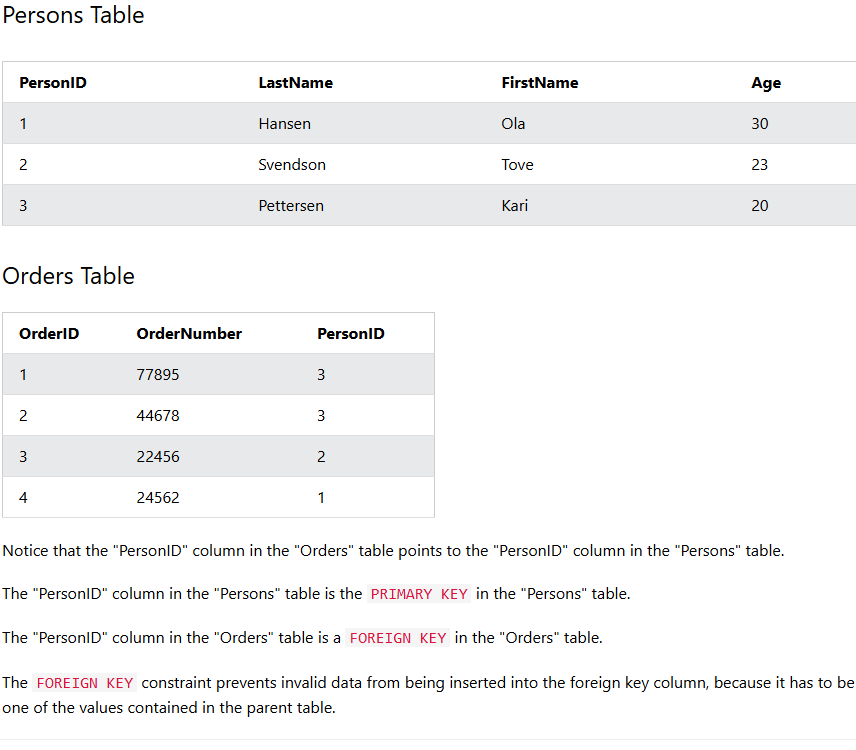 Persons Table
PersonID LastName FirstName Age
1 Hansen Ola 30
2 Svendson Tove 23
3 Pettersen Kari 20
Orders Table
OrderID OrderNumber PersonID
1 77895 3
2 44678 3
3 22456 2
4 24562 1
Notice that the "PersonID" column in the "Orders" table points to the "PersonID" column in the "Persons" table.
The "PersonID" column in the "Persons" table is the PRIMARY KEY in the "Persons" table.
The "PersonID" column in the "Orders" table is a FOREIGN KEY in the "Orders" table.
The FOREIGN KEY constraint prevents invalid data from being inserted into the foreign key column, because it has to be
one of the values contained in the parent table.